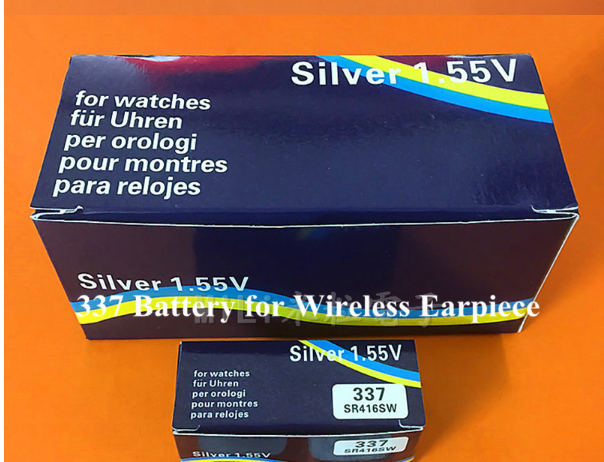 Silver 1.55V
for watches
für Uhren
per orologi
pour montres
para relojes
Silver 1.55V
337 Battery for Wireless Earpiece
Silver 1.55V
for watches
für Uhren
per orologi
pour montres
para relojes
337
SR416SW
337
SR416SW
Silver 1.55V